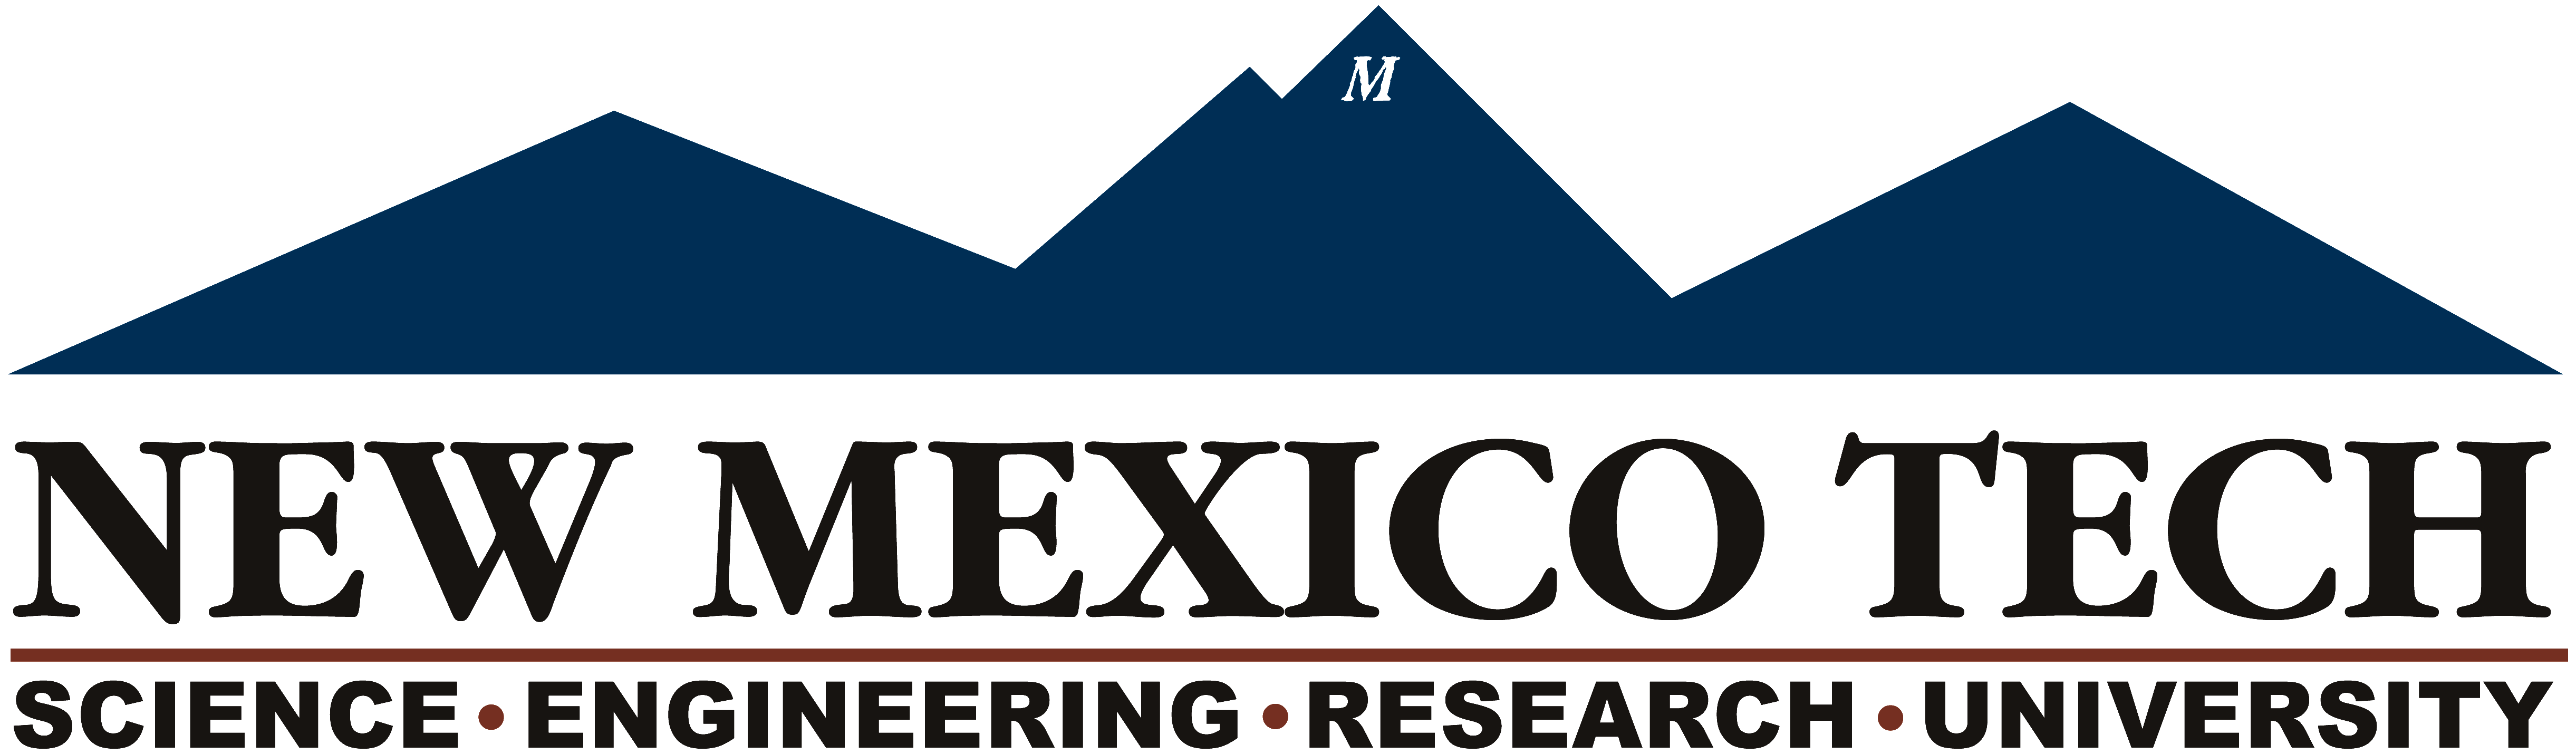 M
NEW MEXICO TECH
SCIENCE • ENGINEERING • RESEARCH • UNIVERSITY